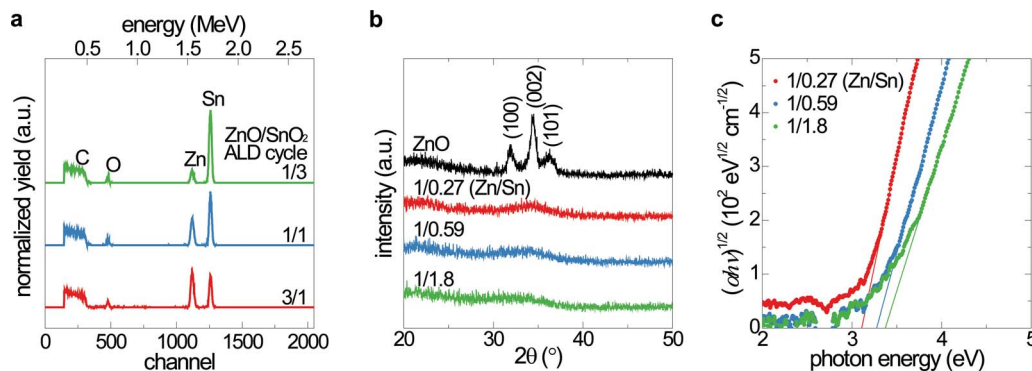 a
energy (MeV)
0.5 1.0 1.5 2.0 2.5
normalized yield (a.u.)
C
O
Zn
Sn
ZnO/SnO₂
ALD cycle
1/3
1/1
3/1
0 500 1000 1500 2000
channel
b
intensity (a.u.)
ZnO
(100)
(002)
(101)
1/0.27 (Zn/Sn)
1/0.59
1/1.8
20 30 40 50
2θ (°)
c
(αhν)^1/2 (10² eV^1/2 cm^-1/2)
5
4
3
2
1
0
1/0.27 (Zn/Sn)
1/0.59
1/1.8
2 3 4 5
photon energy (eV)